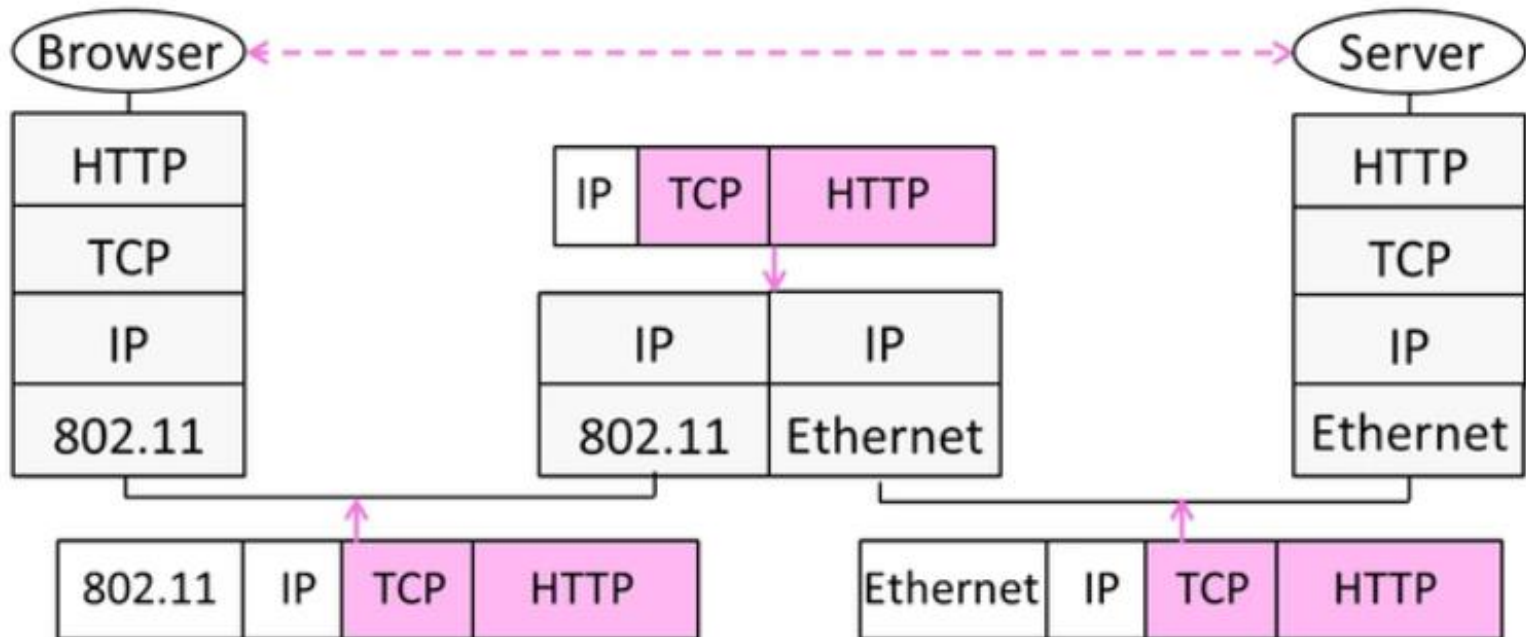 Browser
Server
HTTP
TCP
IP
802.11
IP TCP HTTP
IP IP
802.11 Ethernet
HTTP
TCP
IP
Ethernet
802.11 IP TCP HTTP
Ethernet IP TCP HTTP